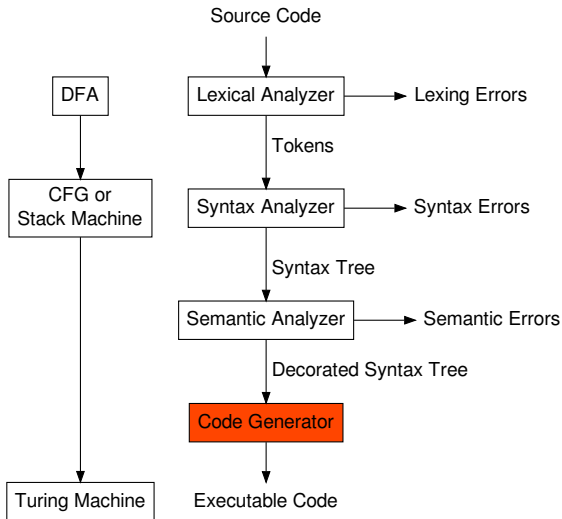 Source Code
DFA
Lexical Analyzer
Lexing Errors
Tokens
CFG or
Stack Machine
Syntax Analyzer
Syntax Errors
Syntax Tree
Semantic Analyzer
Semantic Errors
Decorated Syntax Tree
Code Generator
Turing Machine
Executable Code